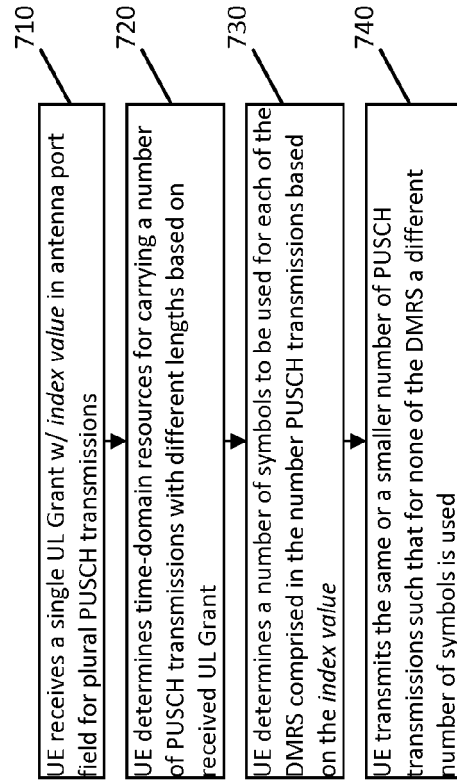 710
UE receives a single UL Grant w/ index value in antenna port
field for plural PUSCH transmissions
720
UE determines time-domain resources for carrying a number
of PUSCH transmissions with different lengths based on
received UL Grant
730
UE determines a number of symbols to be used for each of the
DMRS comprised in the number PUSCH transmissions based
on the index value
740
UE transmits the same or a smaller number of PUSCH
transmissions such that for none of the DMRS a different
number of symbols is used